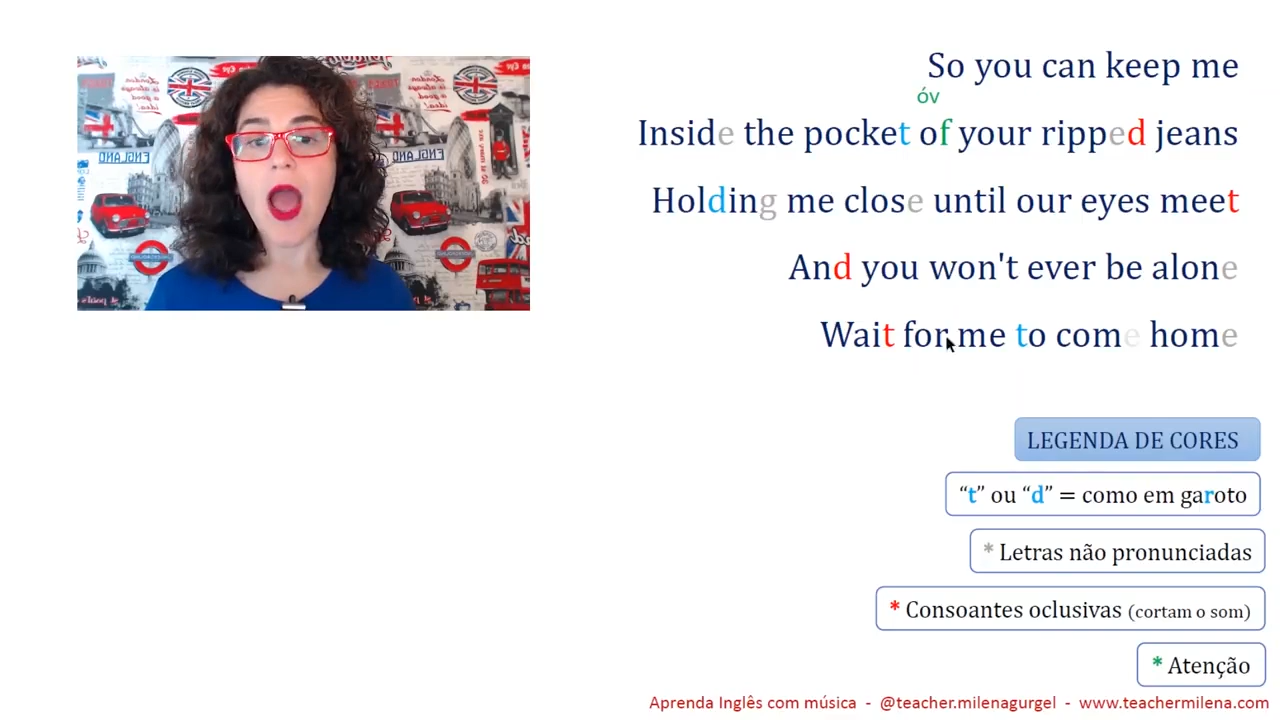 So you can keep me
óv
Inside the pocket of your ripped jeans
Holding me close until our eyes meet
And you won't ever be alone
Wait for me to come home
LEGENDA DE CORES
“t” ou “d” = como em garoto
* Letras não pronunciadas
* Consoantes oclusivas (cortam o som)
* Atenção
Aprenda Inglês com música - @teacher.milenagurgel - www.teachermilena.com